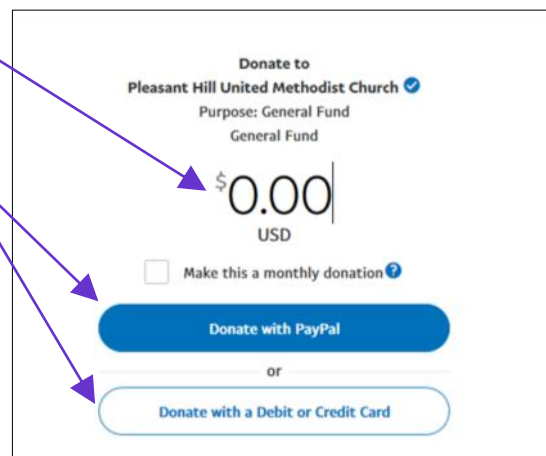 Donate to
Pleasant Hill United Methodist Church
Purpose: General Fund
General Fund
$0.00
USD
Make this a monthly donation ?
Donate with PayPal
or
Donate with a Debit or Credit Card